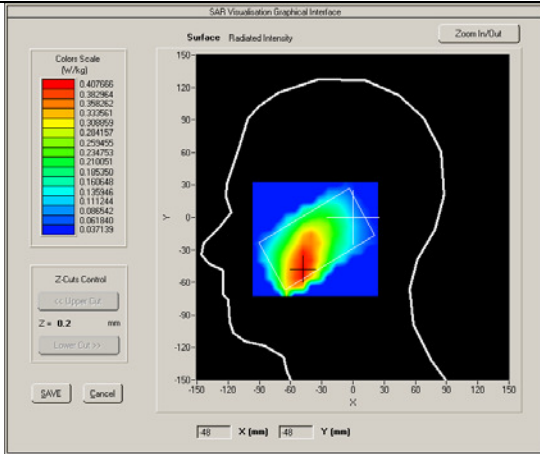 SAR Visualisation Graphical Interface
Surface Radiated Intensity
Zoom In/Out
Colors Scale
(W/kg)
0.407666
0.382964
0.358262
0.333561
0.308859
0.284157
0.259455
0.234753
0.210051
0.185350
0.160648
0.135946
0.111244
0.086542
0.061840
0.037139
Z-Cuts Control
<< Upper Cut
Z = 0.2 mm
Lower Cut >>
SAVE Cancel
150-
120-
90-
60-
30-
0-
-30-
-60-
-90-
-120-
-150-
Y
-150 -120 -90 -60 -30 0 30 60 90 120 150
X
-48 X (mm) -48 Y (mm)